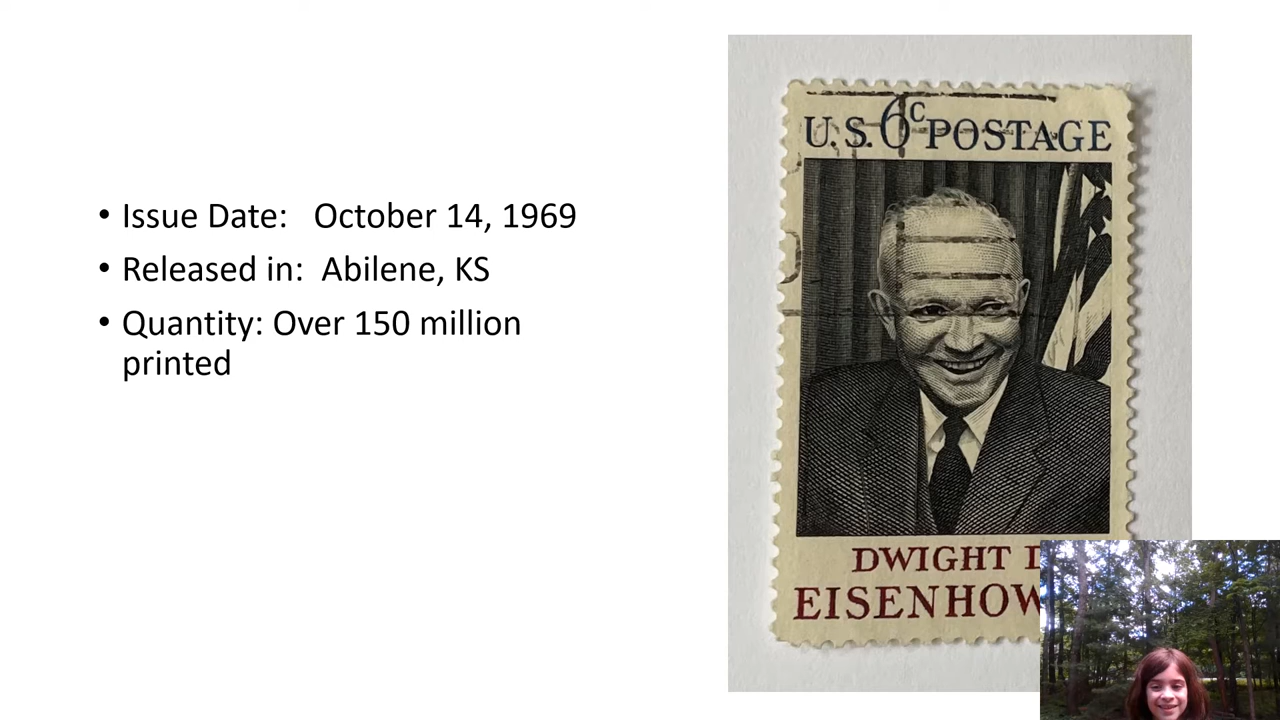 • Issue Date: October 14, 1969
• Released in: Abilene, KS
• Quantity: Over 150 million
printed
U.S. 6c POSTAGE
DWIGHT D
EISENHOW